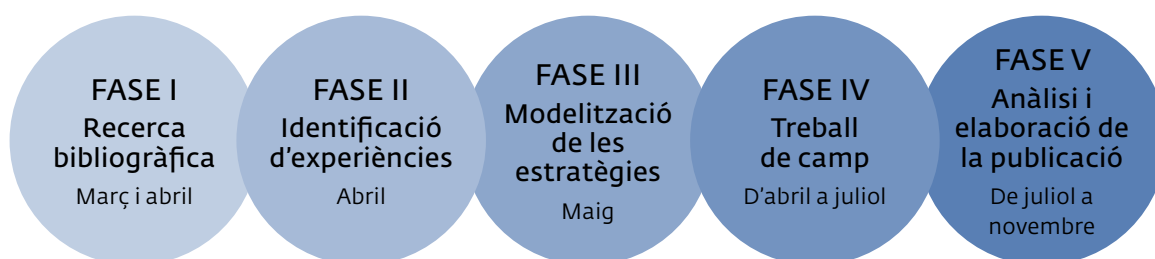 FASE I
Recerca
bibliogràfica
Març i abril
FASE II
Identificació
d'experiències
Abril
FASE III
Modelització
de les
estratègies
Maig
FASE IV
Treball
de camp
D'abril a juliol
FASE V
Anàlisi i
elaboració de
la publicació
De juliol a
novembre